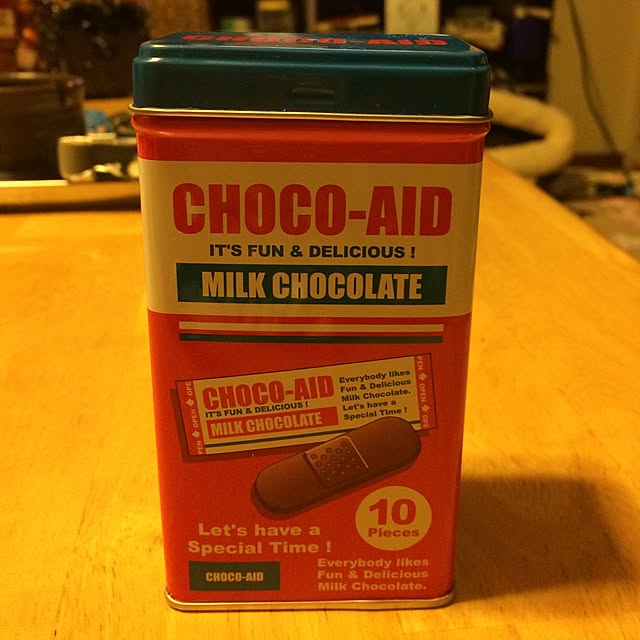 CHOCO-AID
CHOCO-AID
IT'S FUN & DELICIOUS !
MILK CHOCOLATE
CHOCO-AID
IT'S FUN & DELICIOUS !
MILK CHOCOLATE
Everybody likes
Fun & Delicious
Milk Chocolate.
Let's have a
Special Time !
OPEN
OPEN
10
Pieces
Let's have a
Special Time !
CHOCO-AID
Everybody likes
Fun & Delicious
Milk Chocolate.